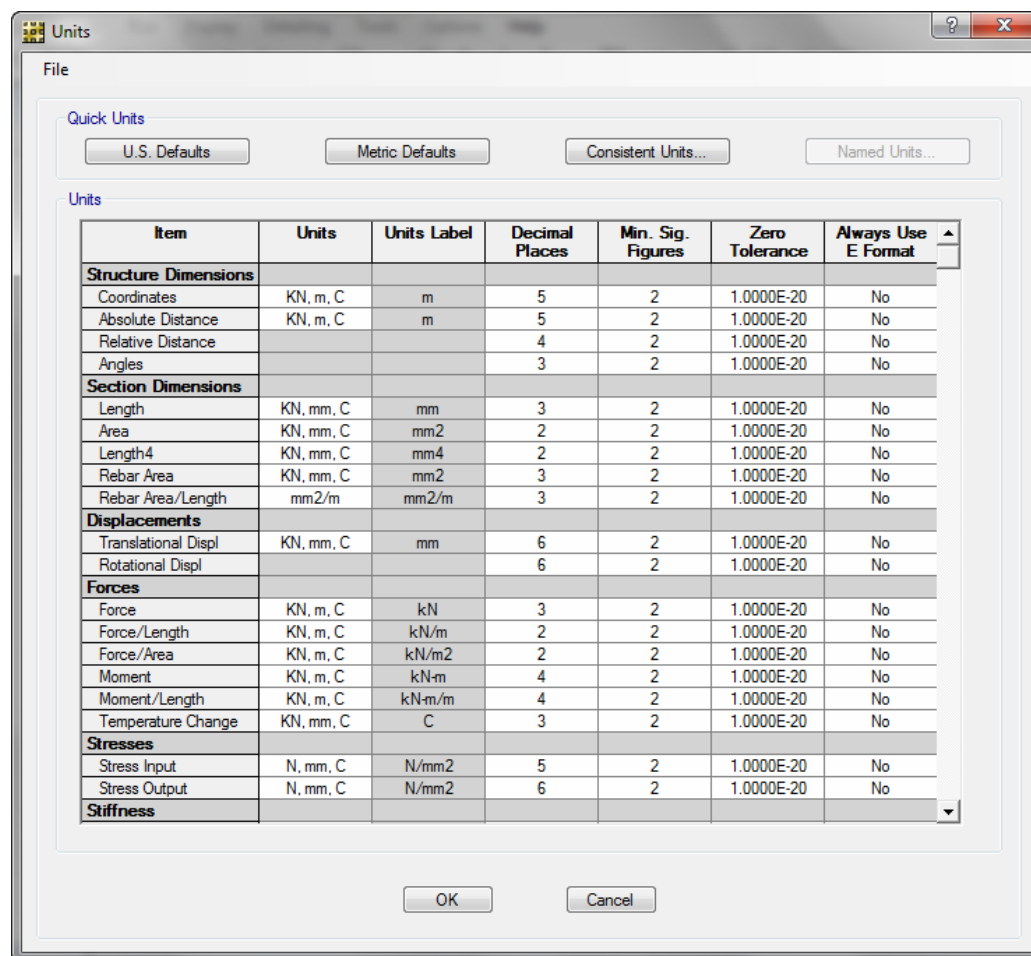 Units
File
Quick Units
U.S. Defaults Metric Defaults Consistent Units... Named Units...
Units
Item Units Units Label Decimal Places Min. Sig. Figures Zero Tolerance Always Use E Format
Structure Dimensions
Coordinates KN, m, C m 5 2 1.0000E-20 No
Absolute Distance KN, m, C m 5 2 1.0000E-20 No
Relative Distance 4 2 1.0000E-20 No
Angles 3 2 1.0000E-20 No
Section Dimensions
Length KN, mm, C mm 3 2 1.0000E-20 No
Area KN, mm, C mm2 2 2 1.0000E-20 No
Length4 KN, mm, C mm4 2 2 1.0000E-20 No
Rebar Area KN, mm, C mm2 3 2 1.0000E-20 No
Rebar Area/Length mm2/m mm2/m 3 2 1.0000E-20 No
Displacements
Translational Displ KN, mm, C mm 6 2 1.0000E-20 No
Rotational Displ 6 2 1.0000E-20 No
Forces
Force KN, m, C kN 3 2 1.0000E-20 No
Force/Length KN, m, C kN/m 2 2 1.0000E-20 No
Force/Area KN, m, C kN/m2 2 2 1.0000E-20 No
Moment KN, m, C kN-m 4 2 1.0000E-20 No
Moment/Length KN, m, C kN-m/m 4 2 1.0000E-20 No
Temperature Change KN, mm, C C 3 2 1.0000E-20 No
Stresses
Stress Input N, mm, C N/mm2 5 2 1.0000E-20 No
Stress Output N, mm, C N/mm2 6 2 1.0000E-20 No
Stiffness
OK Cancel